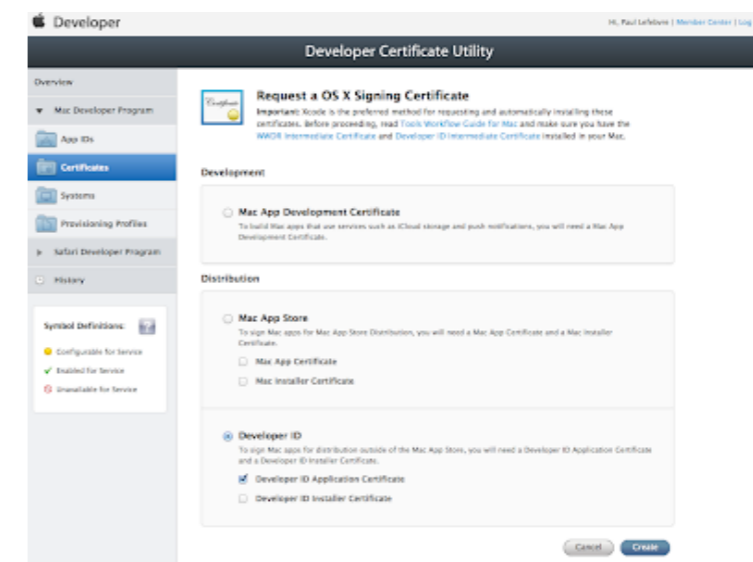 Developer
Hi, Paul Lefebvre | Member Center | Log
Developer Certificate Utility
Overview
Mac Developer Program
App IDs
Certificates
Systems
Provisioning Profiles
Safari Developer Program
History
Symbol Definitions:
Configurable for Service
Enabled for Service
Unavailable for Service
Certificate
Request a OS X Signing Certificate
Important: Xcode is the preferred method for requesting and automatically installing these
certificates. Before proceeding, read Tools Workflow Guide for Mac and make sure you have the
WWDR Intermediate Certificate and Developer ID Intermediate Certificate installed in your Mac.
Development
Mac App Development Certificate
To build Mac apps that use services such as iCloud storage and push notifications, you will need a Mac App
Development Certificate.
Distribution
Mac App Store
To sign Mac apps for Mac App Store Distribution, you will need a Mac App Certificate and a Mac Installer
Certificate.
Mac App Certificate
Mac Installer Certificate
Developer ID
To sign Mac apps for distribution outside of the Mac App Store, you will need a Developer ID Application Certificate
and a Developer ID Installer Certificate.
Developer ID Application Certificate
Developer ID Installer Certificate
Cancel
Create